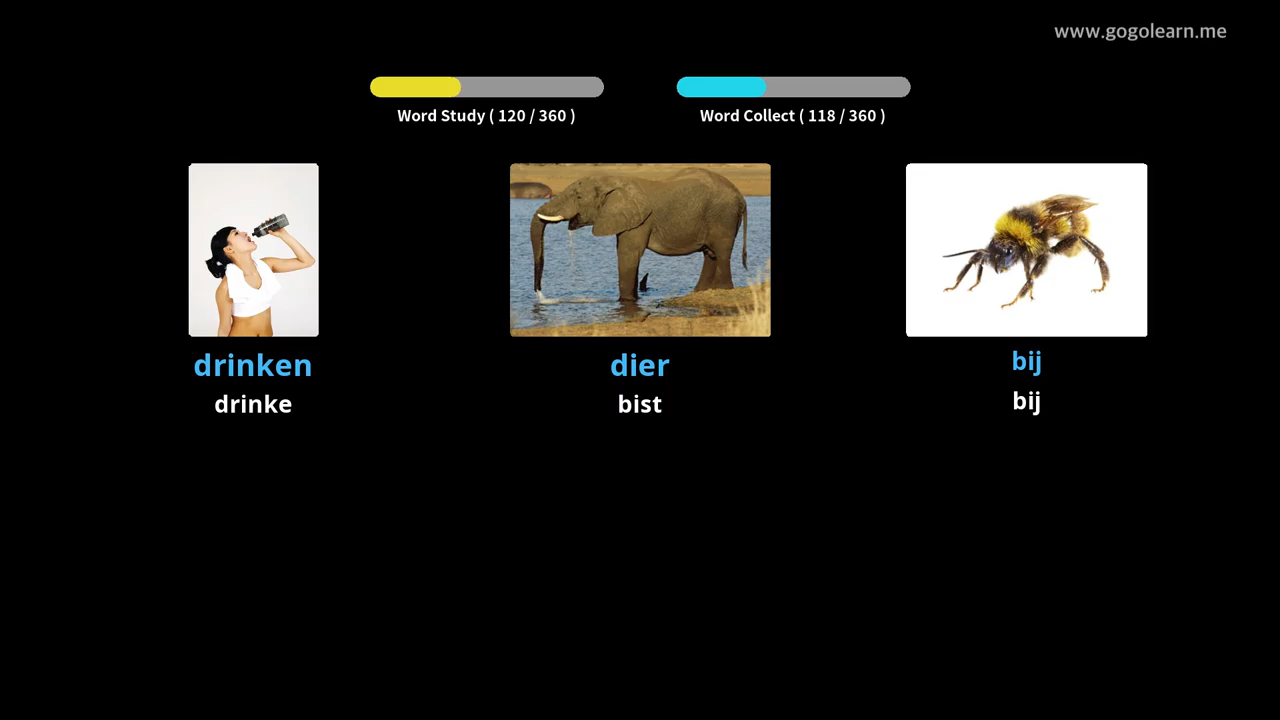 www.gogolearn.me
Word Study ( 120 / 360 )
Word Collect ( 118 / 360 )
drinken
drinke
dier
bist
bij
bij